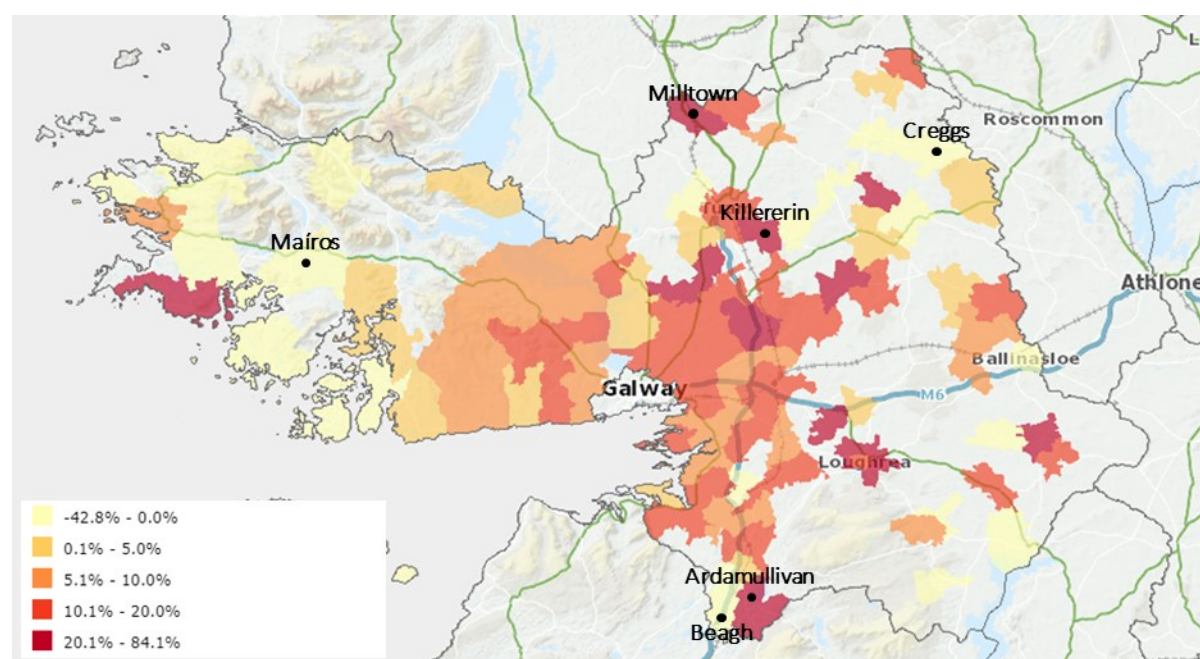 Milltown
Creggs
Roscommon
Killererin
Maíros
Athlone
Ballinasloe
Galway
M6
Loughrea
-42.8% - 0.0%
0.1% - 5.0%
5.1% - 10.0%
10.1% - 20.0%
20.1% - 84.1%
Ardamullivan
Beagh